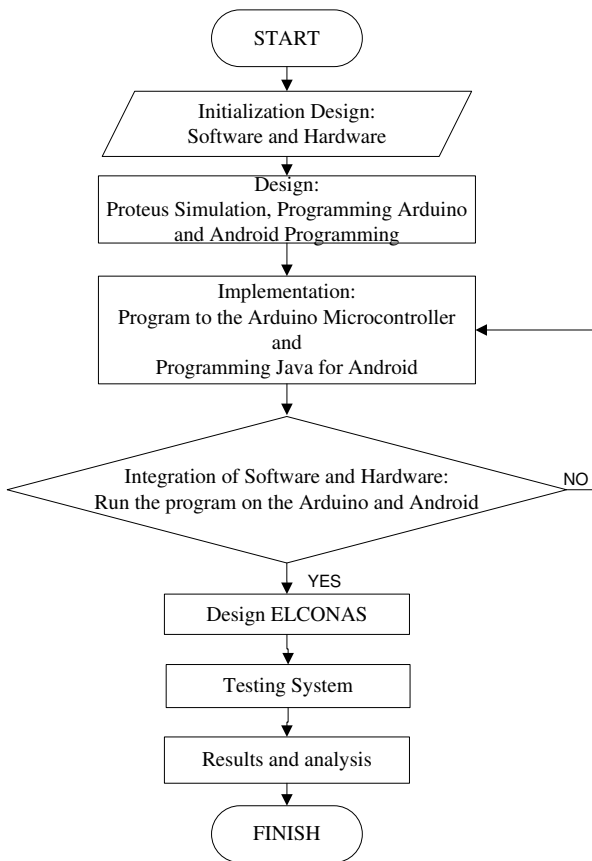 START
Initialization Design:
Software and Hardware
Design:
Proteus Simulation, Programming Arduino
and Android Programming
Implementation:
Program to the Arduino Microcontroller
and
Programming Java for Android
Integration of Software and Hardware:
Run the program on the Arduino and Android
NO
YES
Design ELCONAS
Testing System
Results and analysis
FINISH